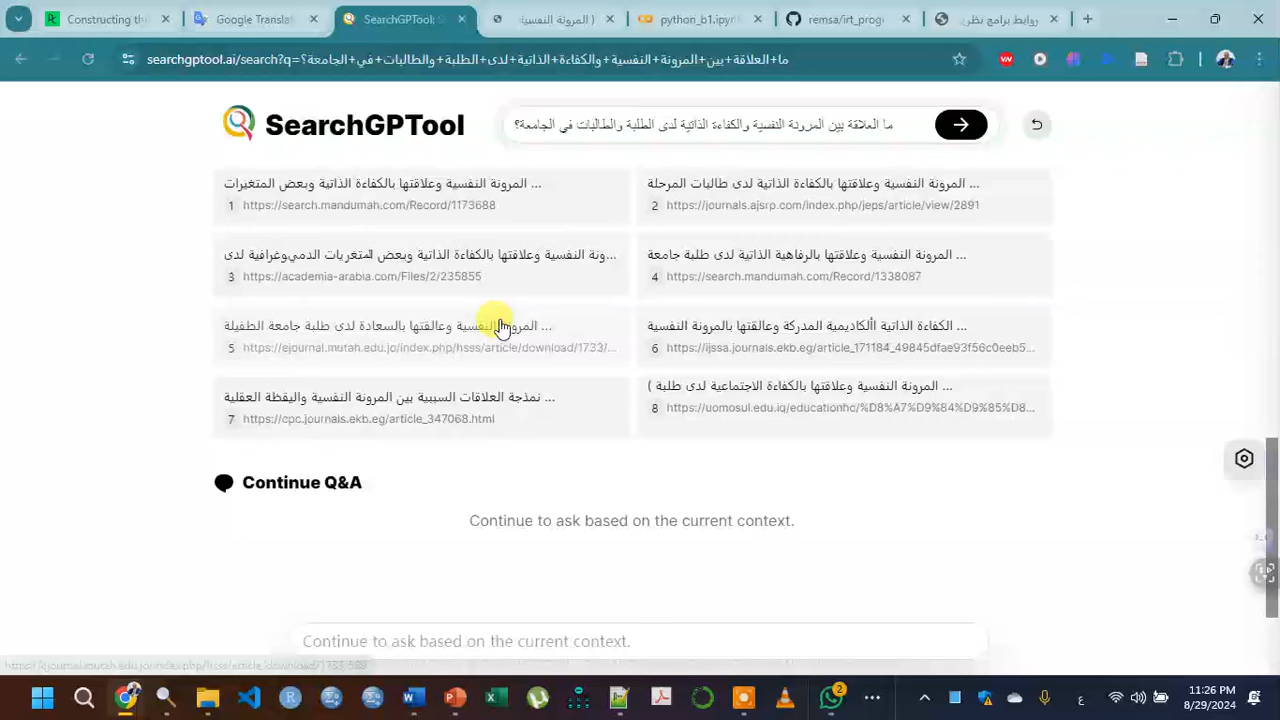 Constructing th
Google Translat
SearchGPTool:
( المرونة النفسية
python_b1.ipyn
remsa/irt_prog
روابط برامج نظري
searchgptool.ai/search?q=ما+العلاقة+بين+المرونة+النفسية+والكفاءة+الذاتية+لدى+الطلبة+والطالبات+في+الجامعة؟
SearchGPTool
ما العلاقة بين المرونة النفسية والكفاءة الذاتية لدى الطلبة والطالبات في الجامعة؟
المرونة النفسية وعلاقتها بالكفاءة الذاتية وبعض المتغيرات ...
1 https://search.mandumah.com/Record/1173688
المرونة النفسية وعلاقتها بالكفاءة الذاتية لدى طالبات المرحلة ...
2 https://journals.ajsrp.com/index.php/jeps/article/view/2891
ونة النفسية وعلاقتها بالكفاءة الذاتية وبعض المتغريات الدميوغرافية لدى...
3 https://academia-arabia.com/Files/2/235855
المرونة النفسية وعلاقتها بالرفاهية الذاتية لدى طلبة جامعة ...
4 https://search.mandumah.com/Record/1338087
المرونة النفسية وعالقتها بالسعادة لدى طلبة جامعة الطفيلة ...
5 https://ejournal.mutah.edu.jo/index.php/hsss/article/download/1733/...
الكفاءة الذاتية األكاديمية المدركة وعالقتها بالمرونة النفسية ...
6 https://ijssa.journals.ekb.eg/article_171184_49845dfae93f56c0eeb5...
نمذجة العلاقات السببية بين المرونة النفسية واليقظة العقلية ...
7 https://cpc.journals.ekb.eg/article_347068.html
( المرونة النفسية وعلاقتها بالكفاءة الاجتماعية لدى طلبة ...
8 https://uomosul.edu.iq/educationhc/%D8%A7%D9%84%D9%85%D8...
Continue Q&A
Continue to ask based on the current context.
Continue to ask based on the current context.
2
ع
11:26 PM
8/29/2024